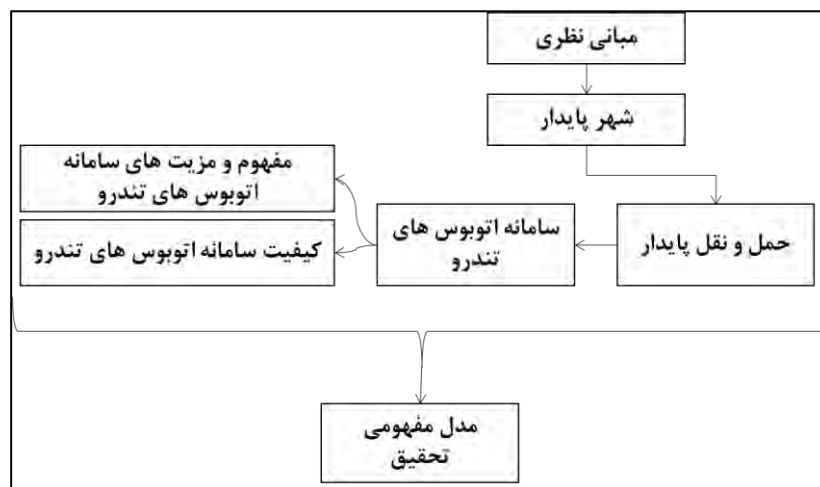 مبانی نظری
شهر پایدار
حمل و نقل پایدار
سامانه اتوبوس های
تندرو
مفهوم و مزیت های سامانه
اتوبوس های تندرو
کیفیت سامانه اتوبوس های تندرو
مدل مفهومی
تحقیق